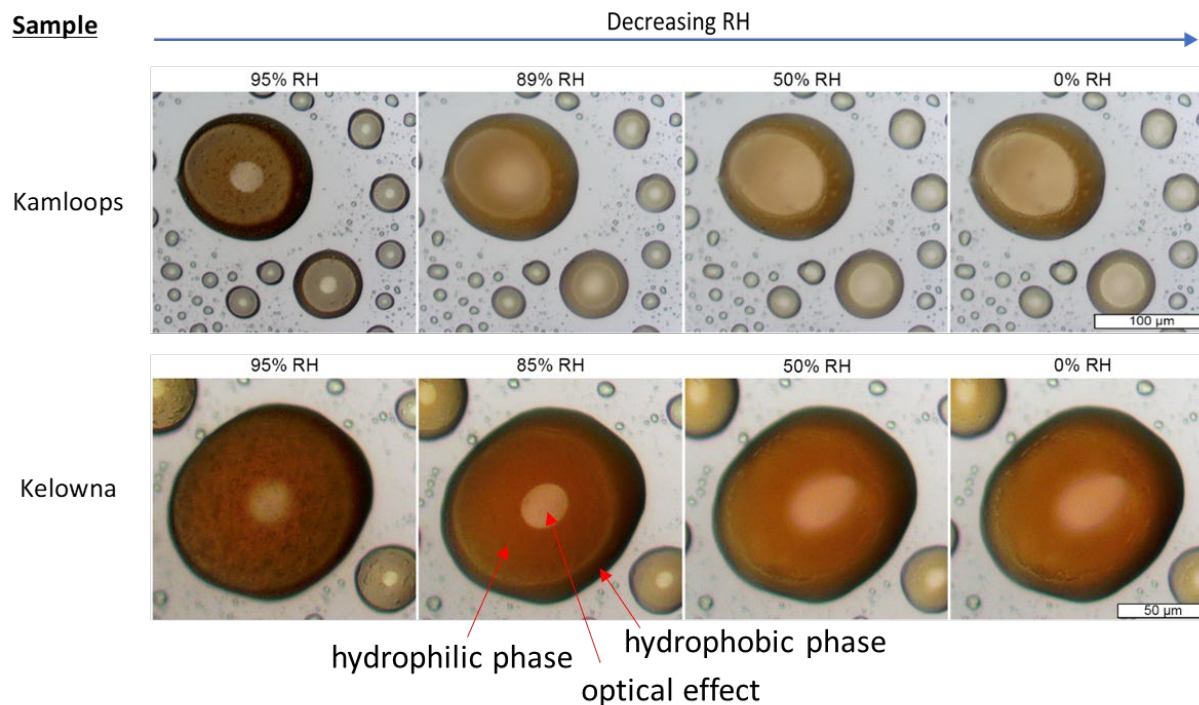 Sample
Decreasing RH
95% RH 89% RH 50% RH 0% RH
Kamloops
100 µm
95% RH 85% RH 50% RH 0% RH
Kelowna
50 µm
hydrophilic phase
hydrophobic phase
optical effect